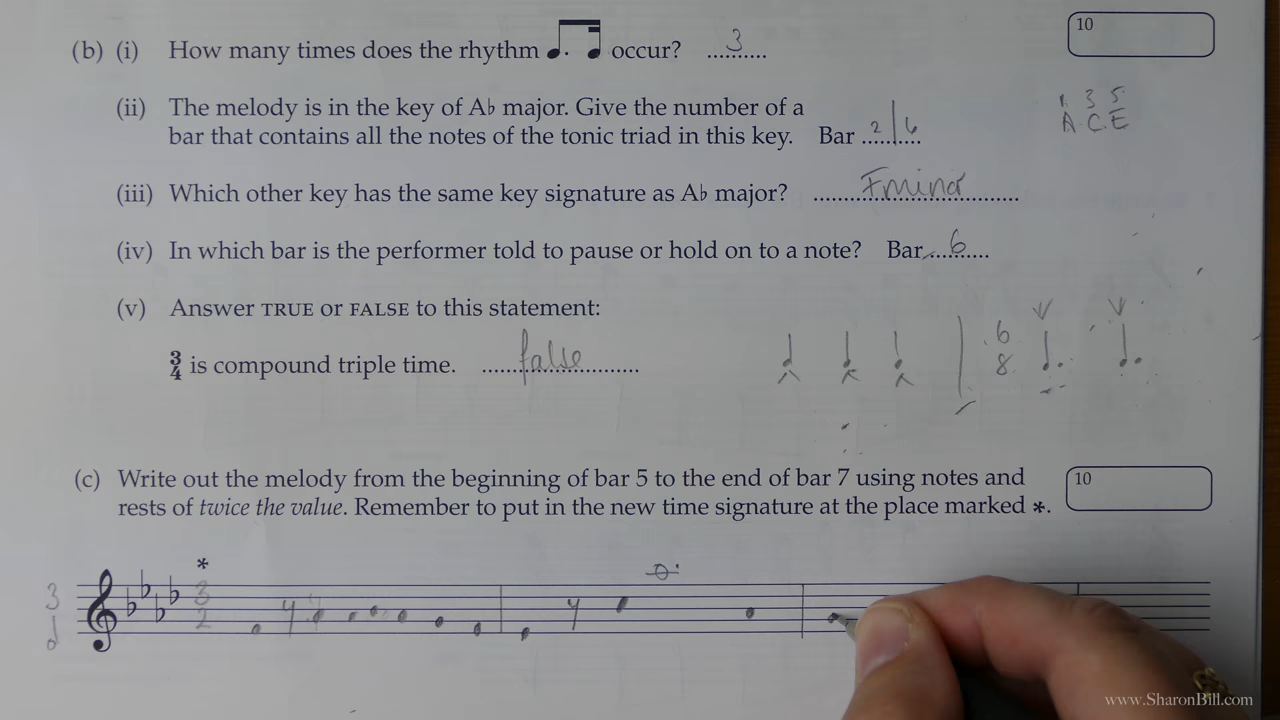 (b) (i) How many times does the rhythm occur? 3
10
(ii) The melody is in the key of A♭ major. Give the number of a
bar that contains all the notes of the tonic triad in this key. Bar 2 | 6
1. 3 5.
A. C. E
(iii) Which other key has the same key signature as A♭ major? F minor
(iv) In which bar is the performer told to pause or hold on to a note? Bar 6
(v) Answer TRUE or FALSE to this statement:
3/4 is compound triple time. false
6
8
(c) Write out the melody from the beginning of bar 5 to the end of bar 7 using notes and
10
rests of twice the value. Remember to put in the new time signature at the place marked *.
*
3
3
2
www.SharonBill.com